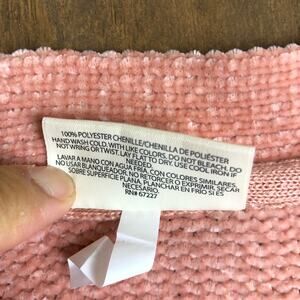 100% POLYESTER CHENILLE/CHENILLA DE POLIÉSTER
HAND WASH COLD. WITH LIKE COLORS. DO NOT BLEACH. DO
NOT WRING OR TWIST. LAY FLAT TO DRY. USE COOL IRON IF
NEEDED.
LAVAR A MANO CON AGUA FRIA. CON COLORES SIMILARES.
NO USAR BLANQUEADOR. NO RETORCER O EXPRIMIR. SECAR
SOBRE SUPERFICIE PLANA. PLANCHAR EN FRÍO SI ES
NECESARIO.
RN# 67227